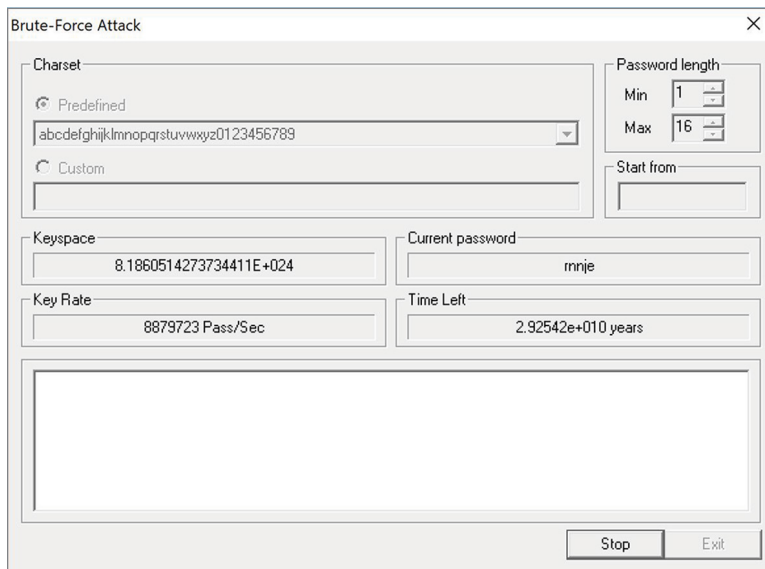 Brute-Force Attack
Charset
Predefined
abcdefghijklmnopqrstuvwxyz0123456789
Custom
Password length
Min 1
Max 16
Start from
Keyspace
8.1860514273734411E+024
Current password
rnnje
Key Rate
8879723 Pass/Sec
Time Left
2.92542e+010 years
Stop
Exit